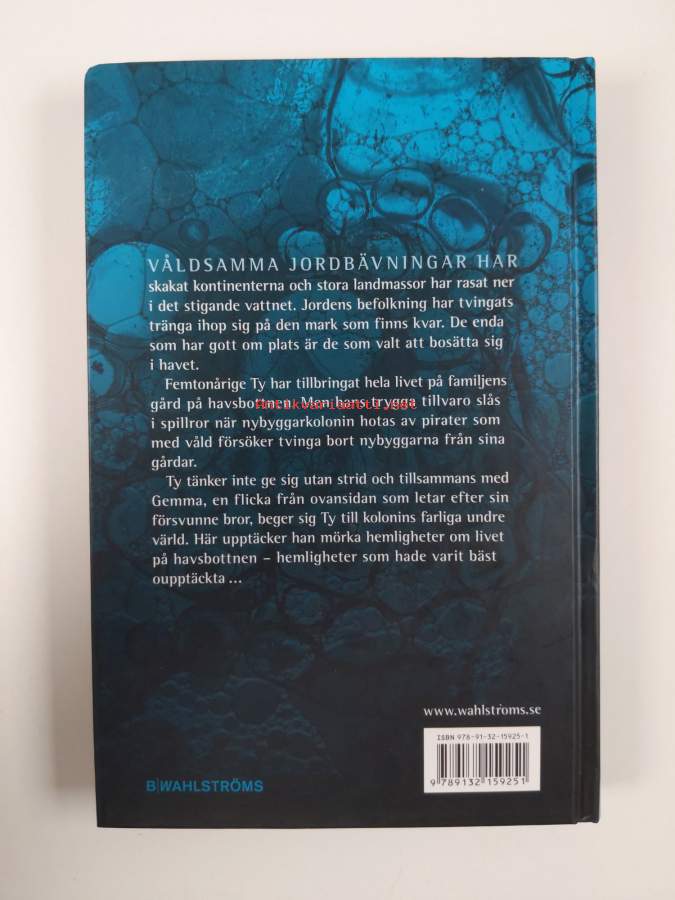 VÅLDSAMMA JORDBÄVNINGAR HAR
skakat kontinenterna och stora landmassor har rasat ner
i det stigande vattnet. Jordens befolkning har tvingats
tränga ihop sig på den mark som finns kvar. De enda
som har gott om plats är de som valt att bosätta sig
i havet.
Femtonårige Ty har tillbringat hela livet på familjens
gård på havsbottnen. Men hans trygga tillvaro slås
Antikvariaatti.net
i spillror när nybyggarkolonin hotas av pirater som
med våld försöker tvinga bort nybyggarna från sina
gårdar.
Ty tänker inte ge sig utan strid och tillsammans med
Gemma, en flicka från ovansidan som letar efter sin
försvunne bror, beger sig Ty till kolonins farliga undre
värld. Här upptäcker han mörka hemligheter om livet
på havsbottnen – hemligheter som hade varit bäst
oupptäckta ...
www.wahlstroms.se
ISBN 978-91-32-15925-1
9 789132 159251
B WAHLSTRÖMS